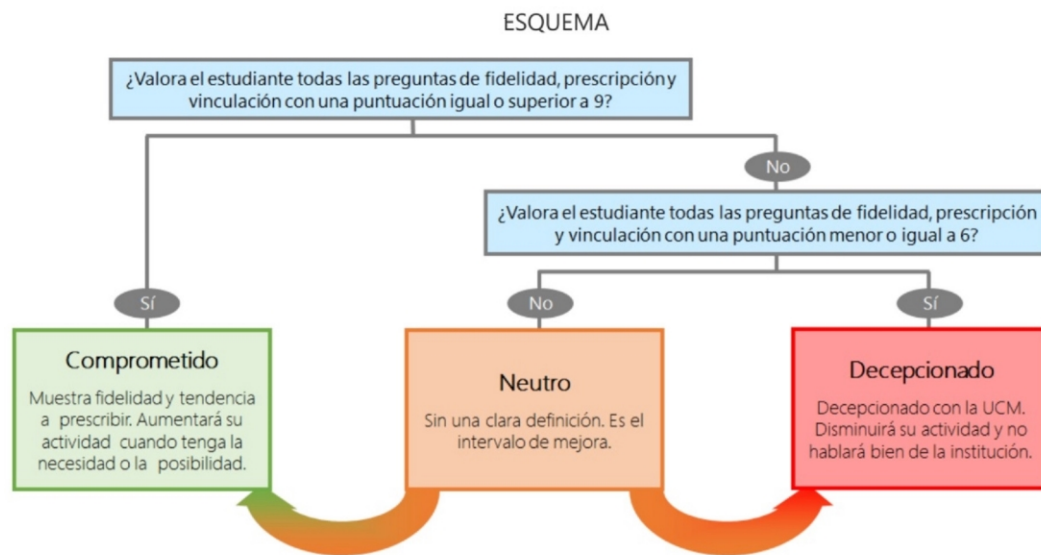 ESQUEMA
¿Valora el estudiante todas las preguntas de fidelidad, prescripción y
vinculación con una puntuación igual o superior a 9?
No
¿Valora el estudiante todas las preguntas de fidelidad, prescripción
y vinculación con una puntuación menor o igual a 6?
Sí
No
Sí
Comprometido
Muestra fidelidad y tendencia
a prescribir. Aumentará su
actividad cuando tenga la
necesidad o la posibilidad.
Neutro
Sin una clara definición. Es el
intervalo de mejora.
Decepcionado
Decepcionado con la UCM.
Disminuirá su actividad y no
hablará bien de la institución.